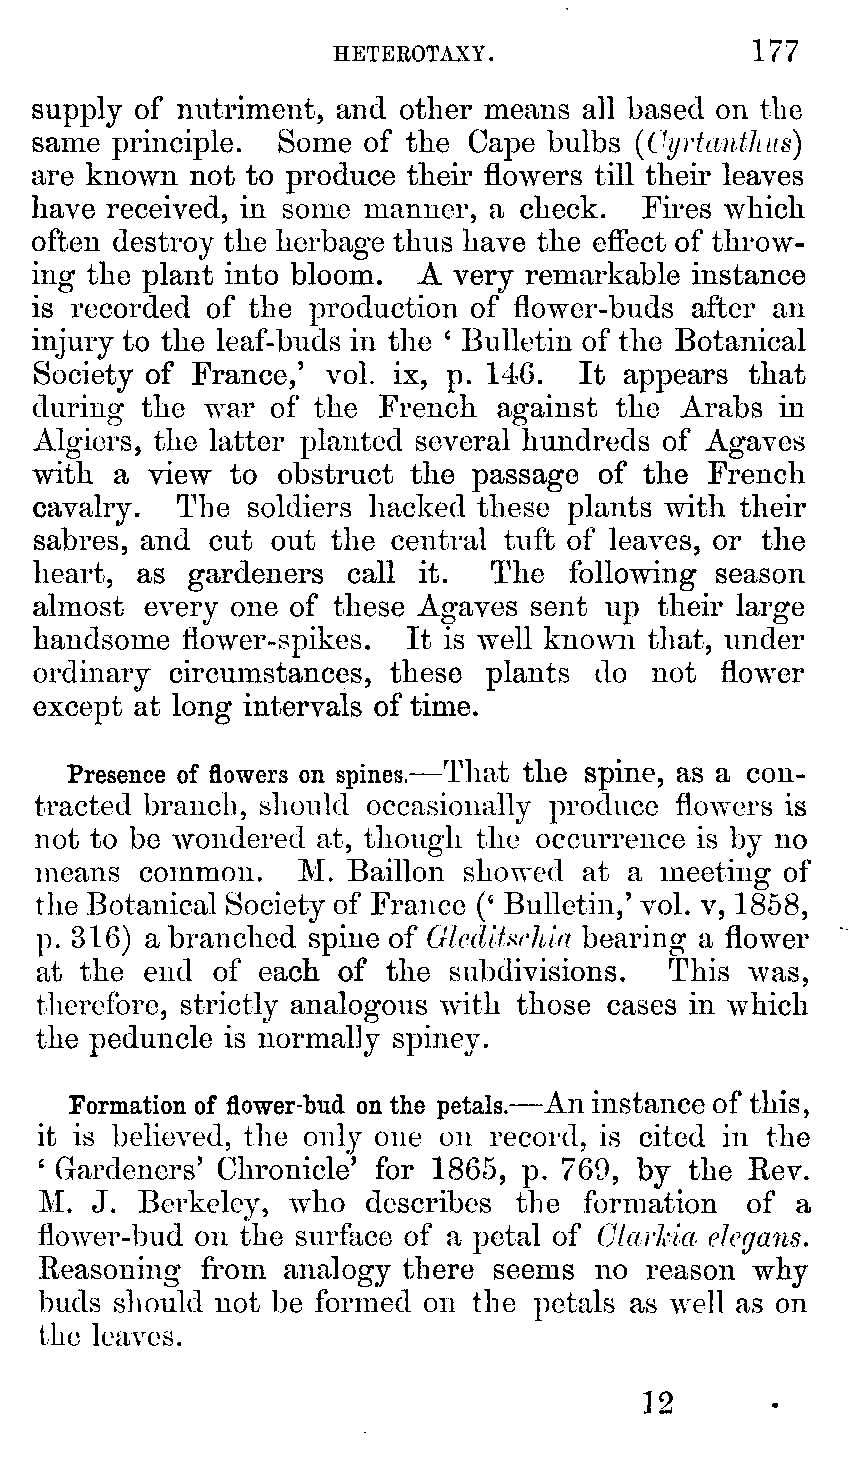 HETEROTAXY. 177
supply of nutriment, and other means all based on the
same principle. Some of the Cape bulbs (Cyrtanthus)
are known not to produce their flowers till their leaves
have received, in some manner, a check. Fires which
often destroy the herbage thus have the effect of throw-
ing the plant into bloom. A very remarkable instance
is recorded of the production of flower-buds after an
injury to the leaf-buds in the ‘ Bulletin of the Botanical
Society of France,’ vol. ix, p. 146. It appears that
during the war of the French against the Arabs in
Algiers, the latter planted several hundreds of Agaves
with a view to obstruct the passage of the French
cavalry. The soldiers hacked these plants with their
sabres, and cut out the central tuft of leaves, or the
heart, as gardeners call it. The following season
almost every one of these Agaves sent up their large
handsome flower-spikes. It is well known that, under
ordinary circumstances, these plants do not flower
except at long intervals of time.
Presence of flowers on spines.—That the spine, as a con-
tracted branch, should occasionally produce flowers is
not to be wondered at, though the occurrence is by no
means common. M. Baillon showed at a meeting of
the Botanical Society of France (‘ Bulletin,’ vol. v, 1858,
p. 316) a branched spine of Gleditschia bearing a flower
at the end of each of the subdivisions. This was,
therefore, strictly analogous with those cases in which
the peduncle is normally spiney.
Formation of flower-bud on the petals.—An instance of this,
it is believed, the only one on record, is cited in the
‘ Gardeners’ Chronicle’ for 1865, p. 769, by the Rev.
M. J. Berkeley, who describes the formation of a
flower-bud on the surface of a petal of Clarkia elegans.
Reasoning from analogy there seems no reason why
buds should not be formed on the petals as well as on
the leaves.
12